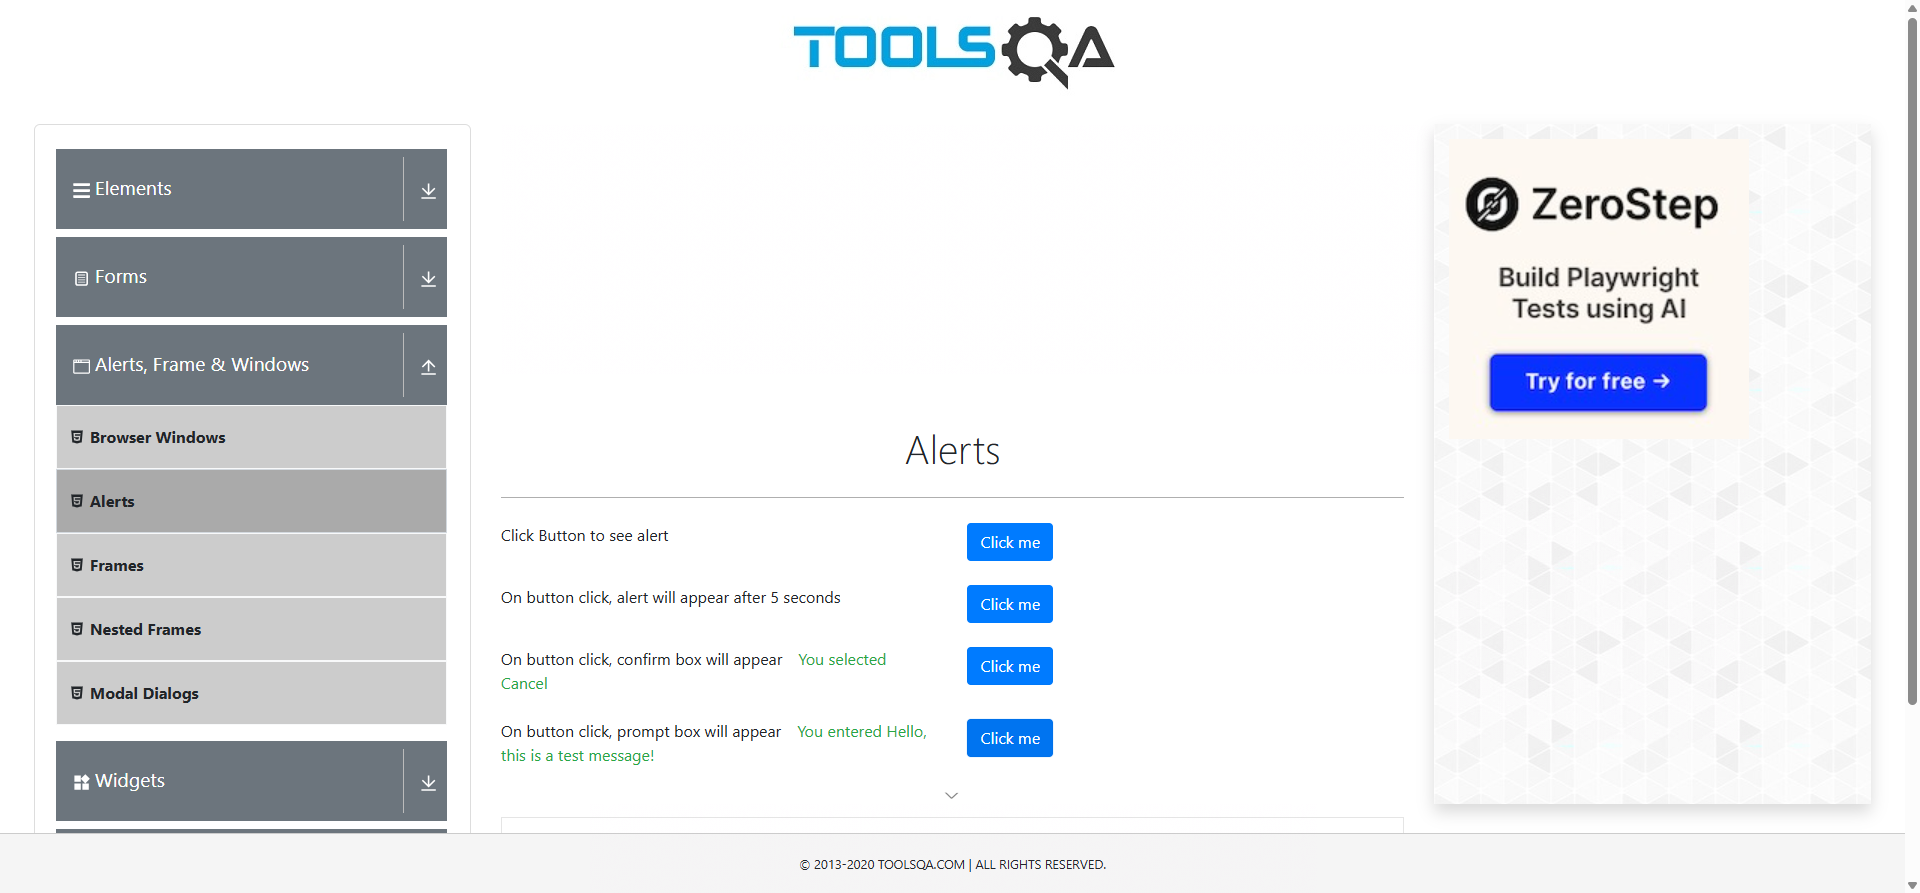 TOOLSQA
Elements
Forms
Alerts, Frame & Windows
Browser Windows
Alerts
Frames
Nested Frames
Modal Dialogs
Widgets
Alerts
Click Button to see alert
Click me
On button click, alert will appear after 5 seconds
Click me
On button click, confirm box will appear You selected
Cancel
Click me
On button click, prompt box will appear You entered Hello,
this is a test message!
Click me
ZeroStep
Build Playwright
Tests using AI
Try for free →
© 2013-2020 TOOLSQA.COM | ALL RIGHTS RESERVED.